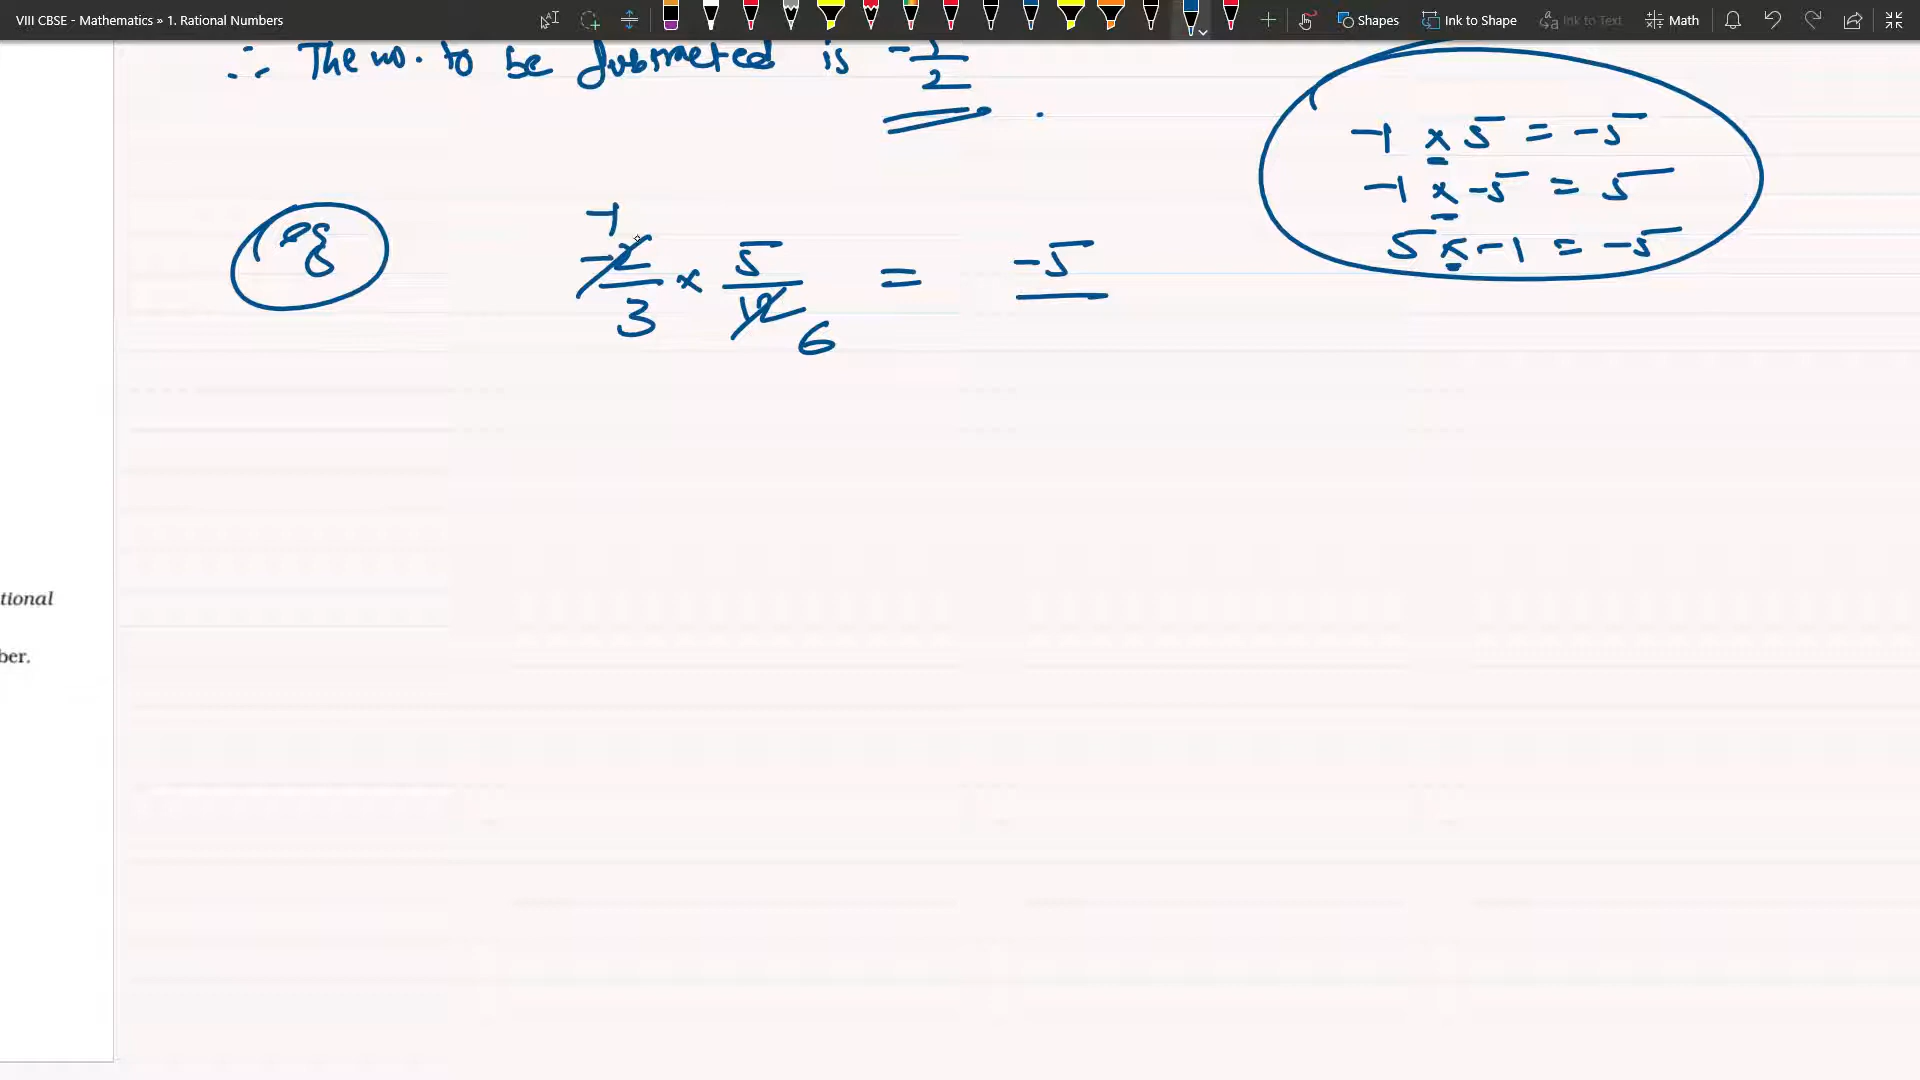 VIII CBSE - Mathematics » 1. Rational Numbers
Shapes
Ink to Shape
Ink to Text
Math
∴ The no. to be subtracted is
2
-1 × 5 = -5
-1 × -5 = 5
5 × -1 = -5
eg
-1
-2/3 × 5/12 = -5
6
tional
ber.